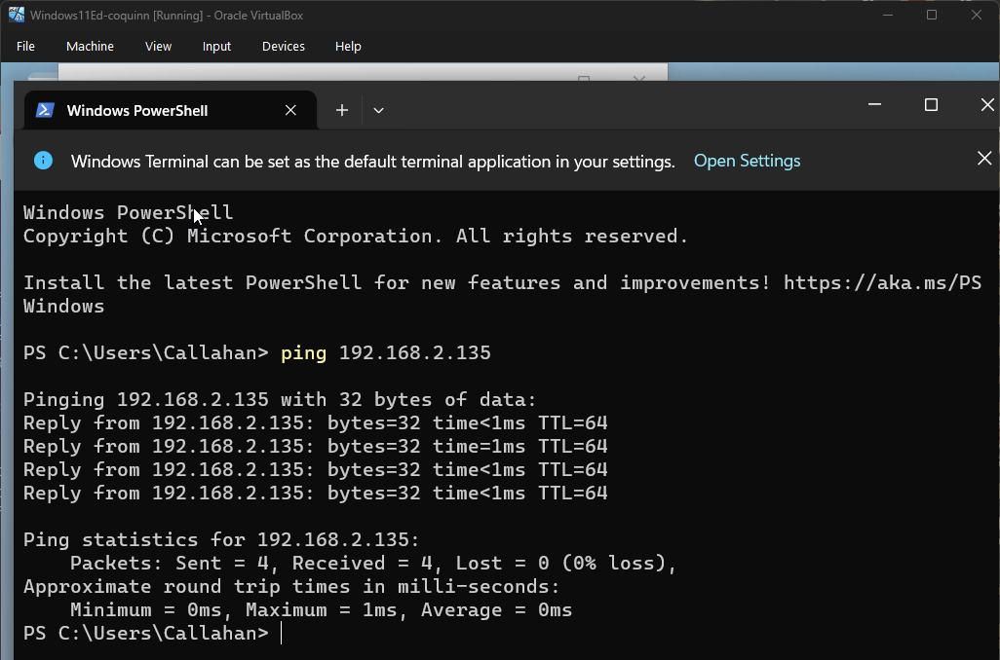 Windows11Ed-coquinn [Running] - Oracle VirtualBox
File Machine View Input Devices Help
Windows PowerShell
Windows Terminal can be set as the default terminal application in your settings. Open Settings
Windows PowerShell
Copyright (C) Microsoft Corporation. All rights reserved.
Install the latest PowerShell for new features and improvements! https://aka.ms/PS
Windows
PS C:\Users\Callahan> ping 192.168.2.135
Pinging 192.168.2.135 with 32 bytes of data:
Reply from 192.168.2.135: bytes=32 time<1ms TTL=64
Reply from 192.168.2.135: bytes=32 time=1ms TTL=64
Reply from 192.168.2.135: bytes=32 time<1ms TTL=64
Reply from 192.168.2.135: bytes=32 time<1ms TTL=64
Ping statistics for 192.168.2.135:
    Packets: Sent = 4, Received = 4, Lost = 0 (0% loss),
Approximate round trip times in milli-seconds:
    Minimum = 0ms, Maximum = 1ms, Average = 0ms
PS C:\Users\Callahan>